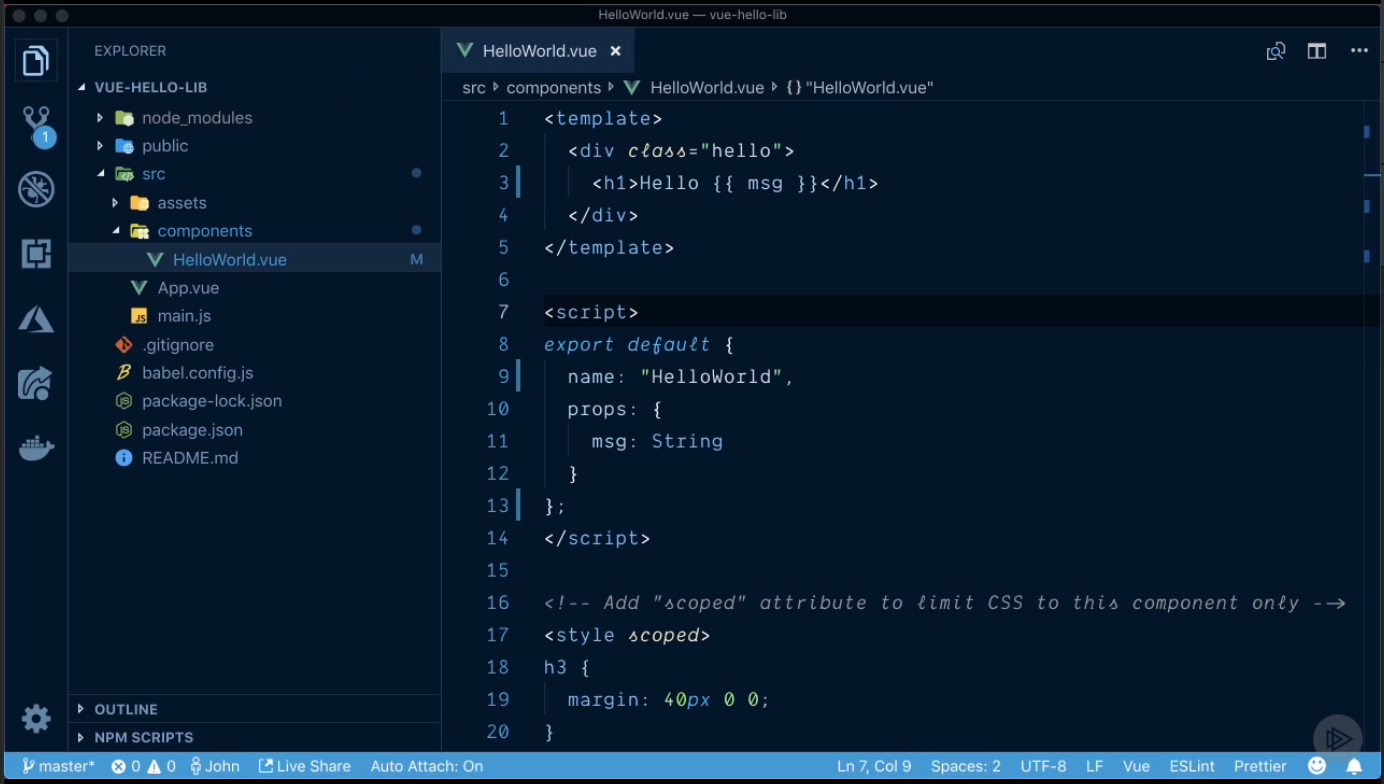 HelloWorld.vue — vue-hello-lib
EXPLORER
VUE-HELLO-LIB
node_modules
public
src
assets
components
HelloWorld.vue M
App.vue
JS main.js
.gitignore
babel.config.js
package-lock.json
package.json
README.md
OUTLINE
NPM SCRIPTS
1
HelloWorld.vue ×
src components HelloWorld.vue {} "HelloWorld.vue"
1 <template>
2 <div class="hello">
3 <h1>Hello {{ msg }}</h1>
4 </div>
5 </template>
6
7 <script>
8 export default {
9 name: "HelloWorld",
10 props: {
11 msg: String
12 }
13 };
14 </script>
15
16 <!-- Add "scoped" attribute to limit CSS to this component only -->
17 <style scoped>
18 h3 {
19 margin: 40px 0 0;
20 }
master* 0 0 John Live Share Auto Attach: On Ln 7, Col 9 Spaces: 2 UTF-8 LF Vue ESLint Prettier